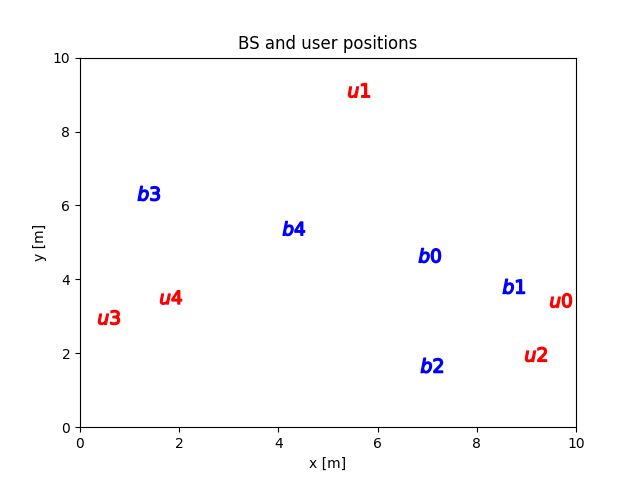 BS and user positions
10
u1
8
b3
6
b4
b0
4
b1
u0
u4
u3
2
u2
b2
0
0 2 4 6 8 10
x [m]
y [m]